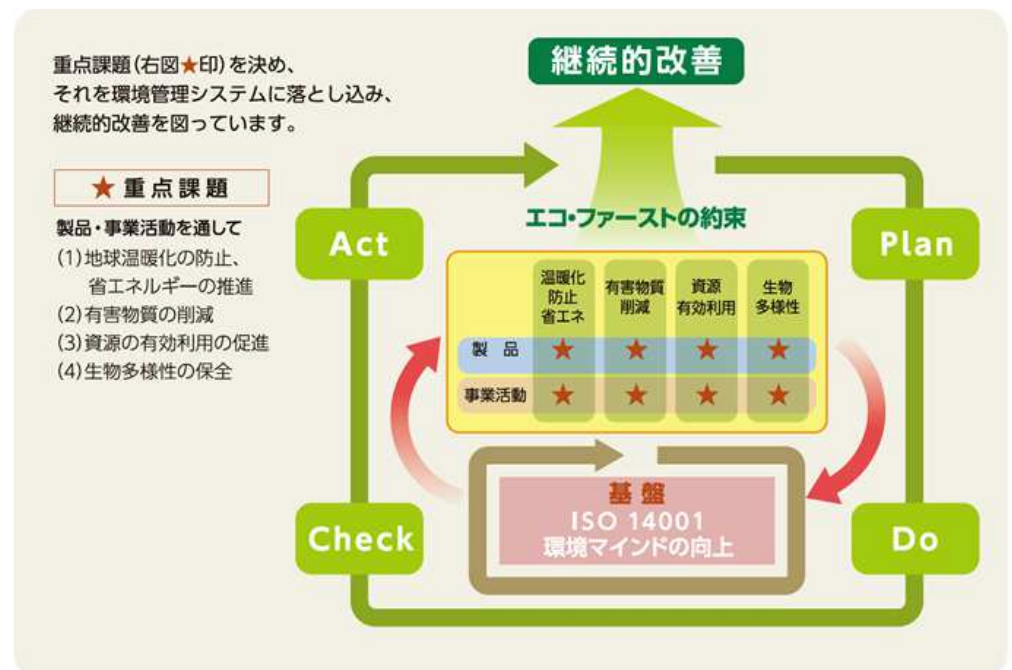 重点課題(右図★印)を決め、
それを環境管理システムに落とし込み、
継続的改善を図っています。
★重点課題
製品・事業活動を通して
(1)地球温暖化の防止、
省エネルギーの推進
(2)有害物質の削減
(3)資源の有効利用の促進
(4)生物多様性の保全
継続的改善
エコ・ファーストの約束
Act
Plan
温暖化
防止
省エネ
有害物質
削減
資源
有効利用
生物
多様性
製品 ★ ★ ★ ★
事業活動 ★ ★ ★ ★
基盤
ISO 14001
環境マインドの向上
Check
Do